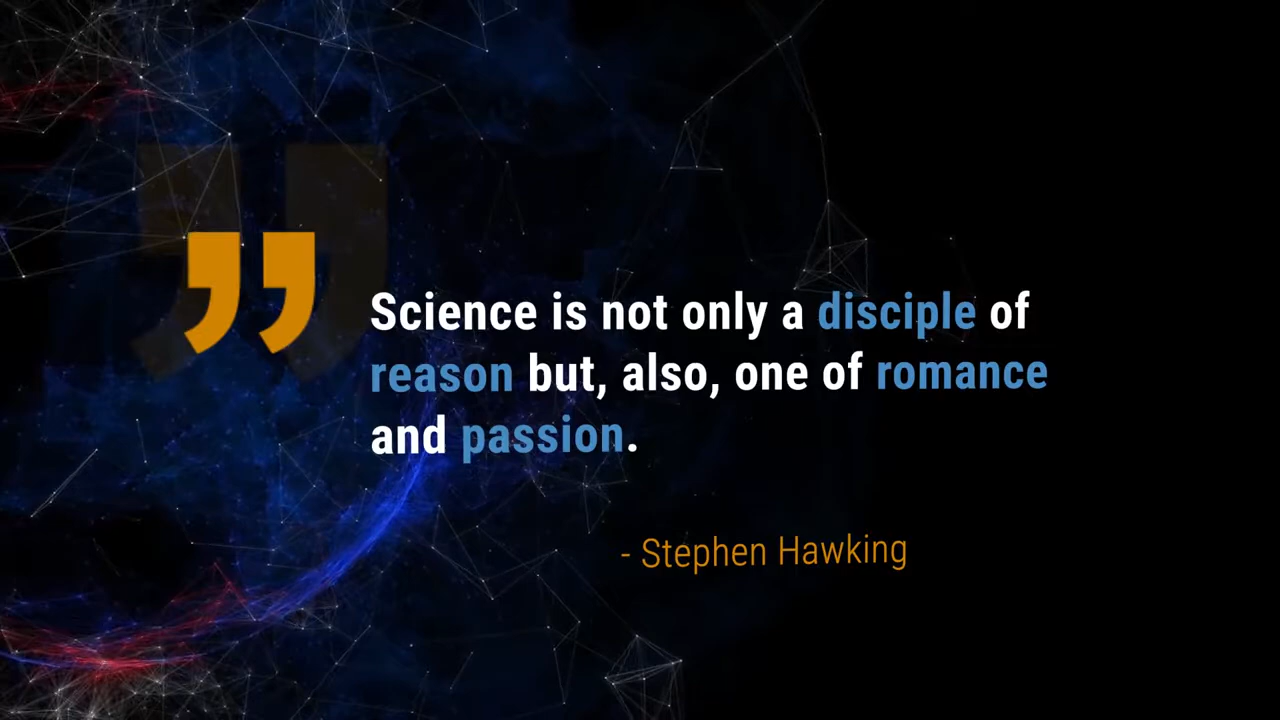 ”
Science is not only a disciple of
reason but, also, one of romance
and passion.
- Stephen Hawking